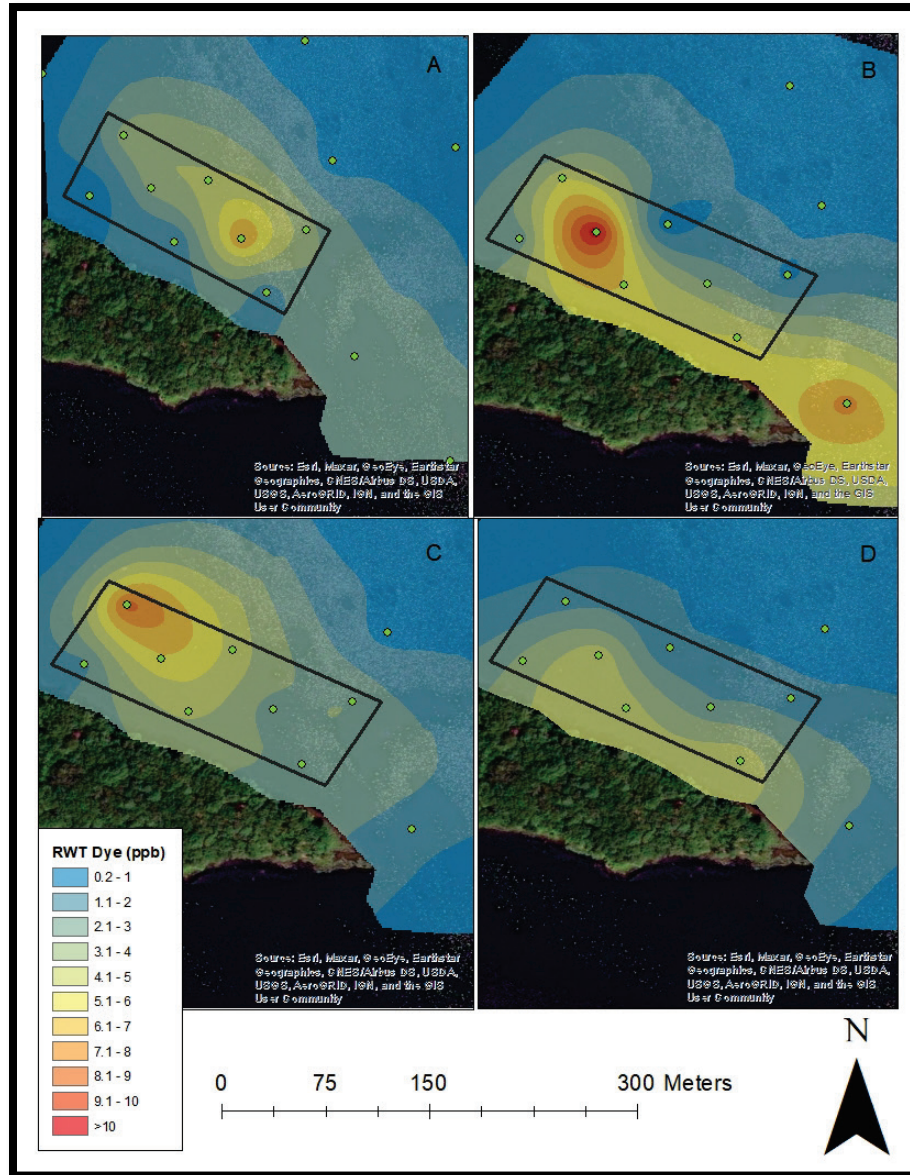 A
Source: Esri, Maxar, GeoEye, Earthstar
Geographics, CNES/Airbus DS, USDA,
USGS, AeroGRID, IGN, and the GIS
User Community
B
Source: Esri, Maxar, GeoEye, Earthstar
Geographics, CNES/Airbus DS, USDA,
USGS, AeroGRID, IGN, and the GIS
User Community
C
Source: Esri, Maxar, GeoEye, Earthstar
Geographics, CNES/Airbus DS, USDA,
USGS, AeroGRID, IGN, and the GIS
User Community
D
Source: Esri, Maxar, GeoEye, Earthstar
Geographics, CNES/Airbus DS, USDA,
USGS, AeroGRID, IGN, and the GIS
User Community
RWT Dye (ppb)
0.2 - 1
1.1 - 2
2.1 - 3
3.1 - 4
4.1 - 5
5.1 - 6
6.1 - 7
7.1 - 8
8.1 - 9
9.1 - 10
>10
0 75 150 300 Meters
N